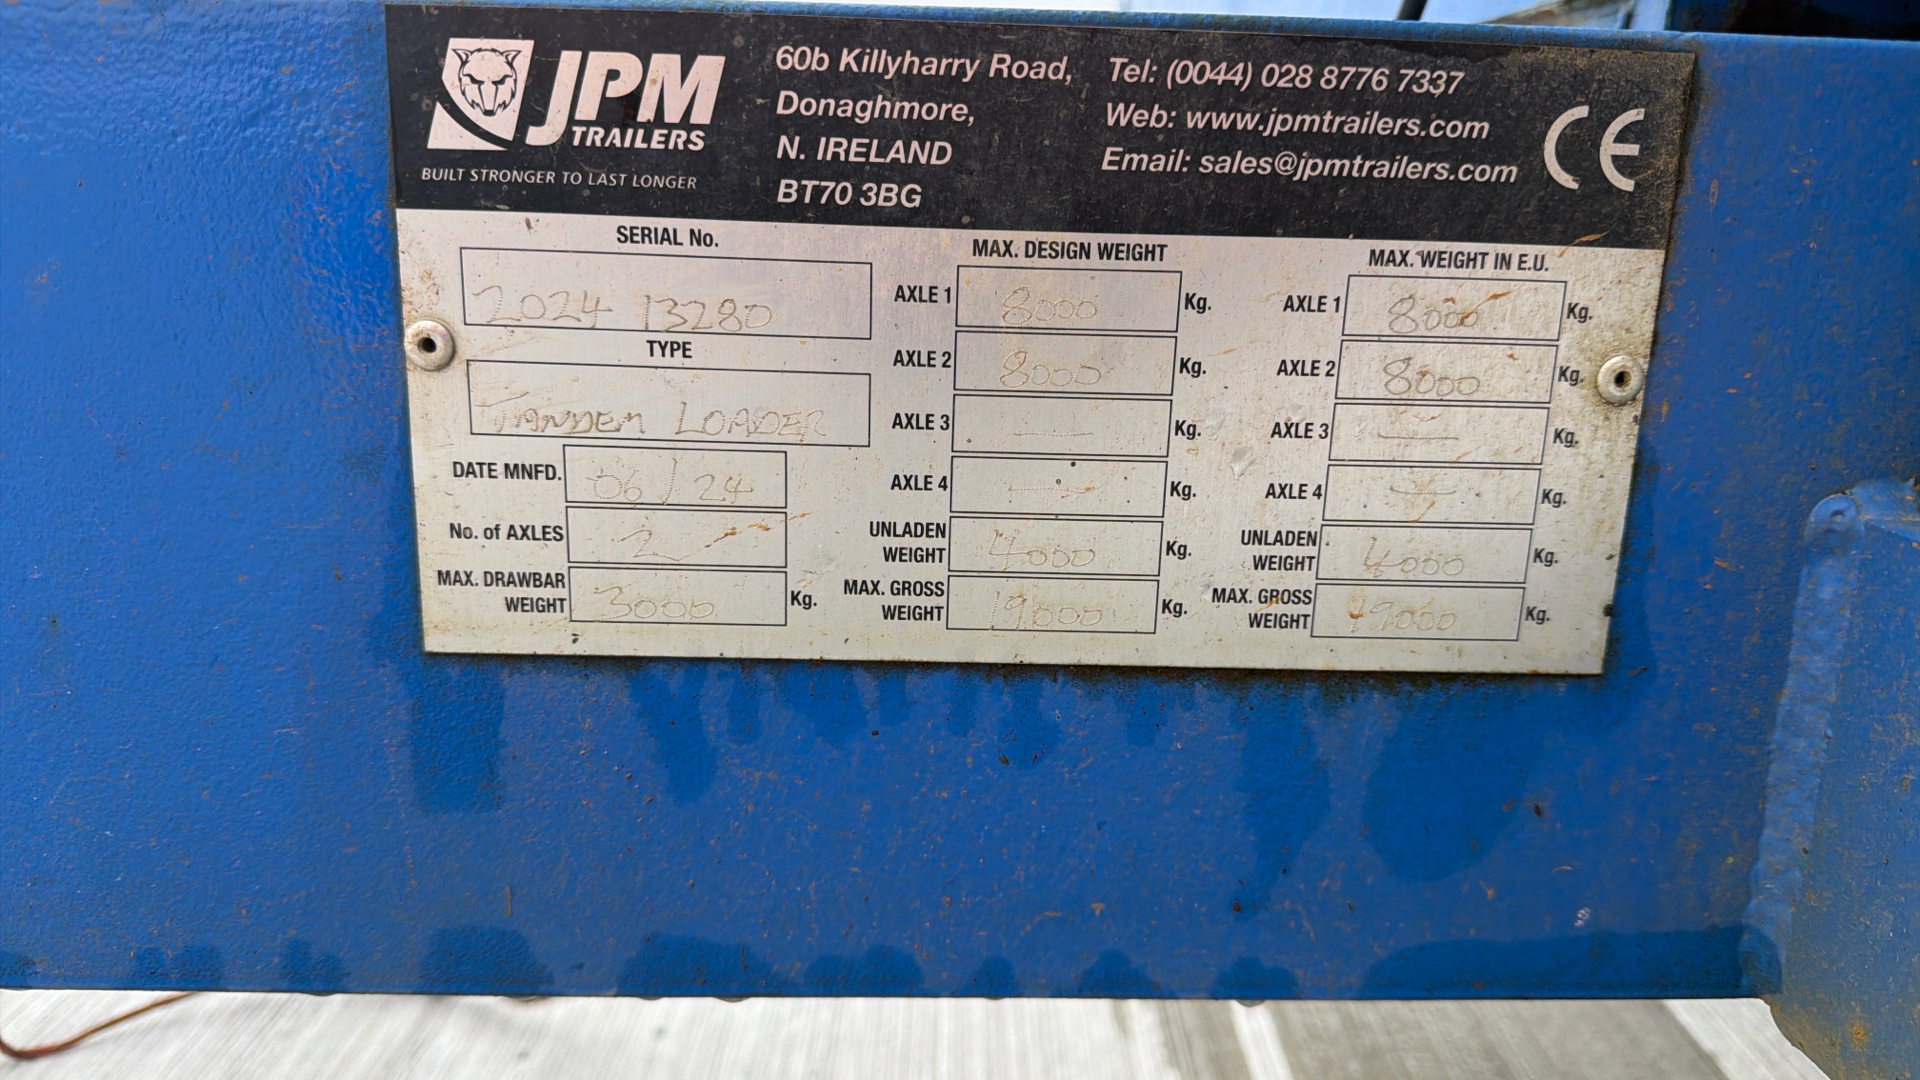 JPM
TRAILERS
BUILT STRONGER TO LAST LONGER
60b Killyharry Road,
Donaghmore,
N. IRELAND
BT70 3BG
Tel: (0044) 028 8776 7337
Web: www.jpmtrailers.com
Email: sales@jpmtrailers.com
CE
SERIAL No.
2024 13280
TYPE
TANDEM LOADER
DATE MNFD. 06/24
No. of AXLES 2
MAX. DRAWBAR WEIGHT 3000 Kg.
MAX. DESIGN WEIGHT
AXLE 1 8000 Kg.
AXLE 2 8000 Kg.
AXLE 3 — Kg.
AXLE 4 — Kg.
UNLADEN WEIGHT 4000 Kg.
MAX. GROSS WEIGHT 19000 Kg.
MAX. WEIGHT IN E.U.
AXLE 1 8000 Kg.
AXLE 2 8000 Kg.
AXLE 3 — Kg.
AXLE 4 — Kg.
UNLADEN WEIGHT 4000 Kg.
MAX. GROSS WEIGHT 19000 Kg.